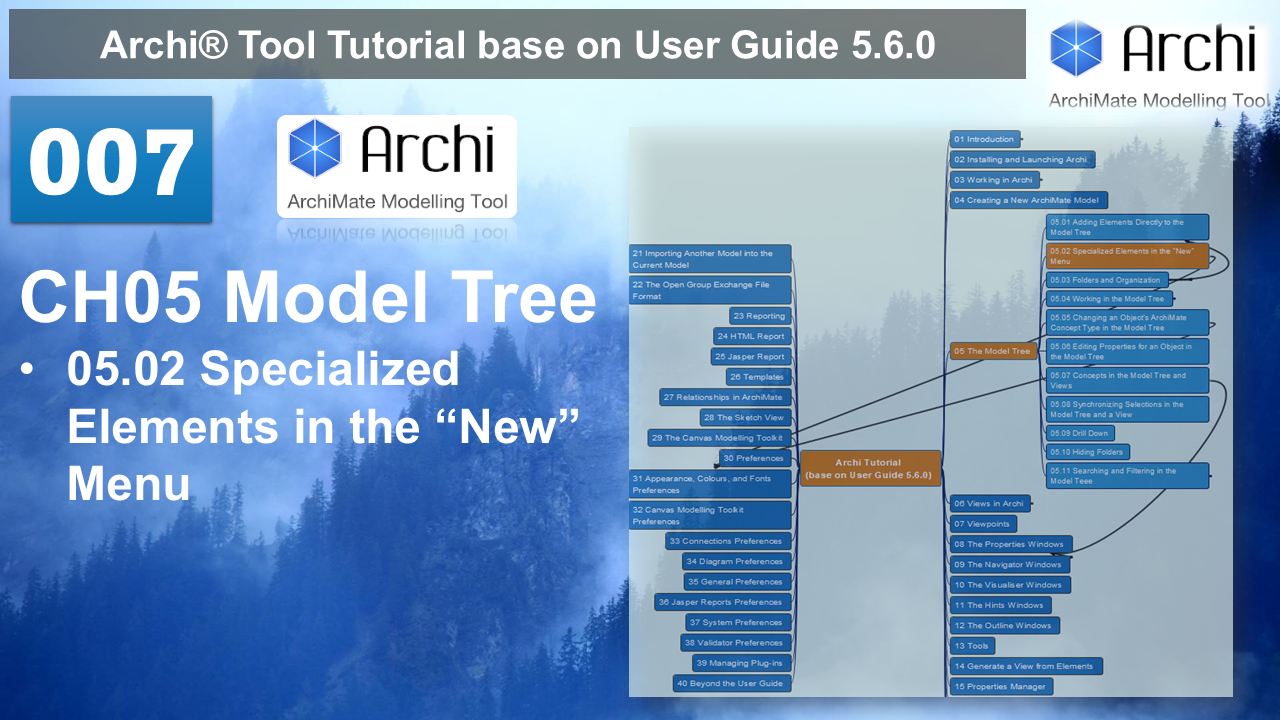 Archi® Tool Tutorial base on User Guide 5.6.0
Archi
ArchiMate Modelling Tool
007
Archi
ArchiMate Modelling Tool
CH05 Model Tree
• 05.02 Specialized
Elements in the “New”
Menu
21 Importing Another Model into the
Current Model
22 The Open Group Exchange File
Format
23 Reporting
24 HTML Report
25 Jasper Report
26 Templates
27 Relationships in ArchiMate
28 The Sketch View
29 The Canvas Modelling Toolkit
30 Preferences
31 Appearance, Colours, and Fonts
Preferences
32 Canvas Modelling Toolkit
Preferences
33 Connections Preferences
34 Diagram Preferences
35 General Preferences
36 Jasper Reports Preferences
37 System Preferences
38 Validator Preferences
39 Managing Plug-ins
40 Beyond the User Guide
Archi Tutorial
(base on User Guide 5.6.0)
01 Introduction
02 Installing and Launching Archi
03 Working in Archi
04 Creating a New ArchiMate Model
05 The Model Tree
05.01 Adding Elements Directly to the
Model Tree
05.02 Specialized Elements in the "New"
Menu
05.03 Folders and Organization
05.04 Working in the Model Tree
05.05 Changing an Object's ArchiMate
Concept Type in the Model Tree
05.06 Editing Properties for an Object in
the Model Tree
05.07 Concepts in the Model Tree and
Views
05.08 Synchronizing Selections in the
Model Tree and a View
05.09 Drill Down
05.10 Hiding Folders
05.11 Searching and Filtering in the
Model Teee
06 Views in Archi
07 Viewpoints
08 The Properties Windows
09 The Navigator Windows
10 The Visualiser Windows
11 The Hints Windows
12 The Outline Windows
13 Tools
14 Generate a View from Elements
15 Properties Manager